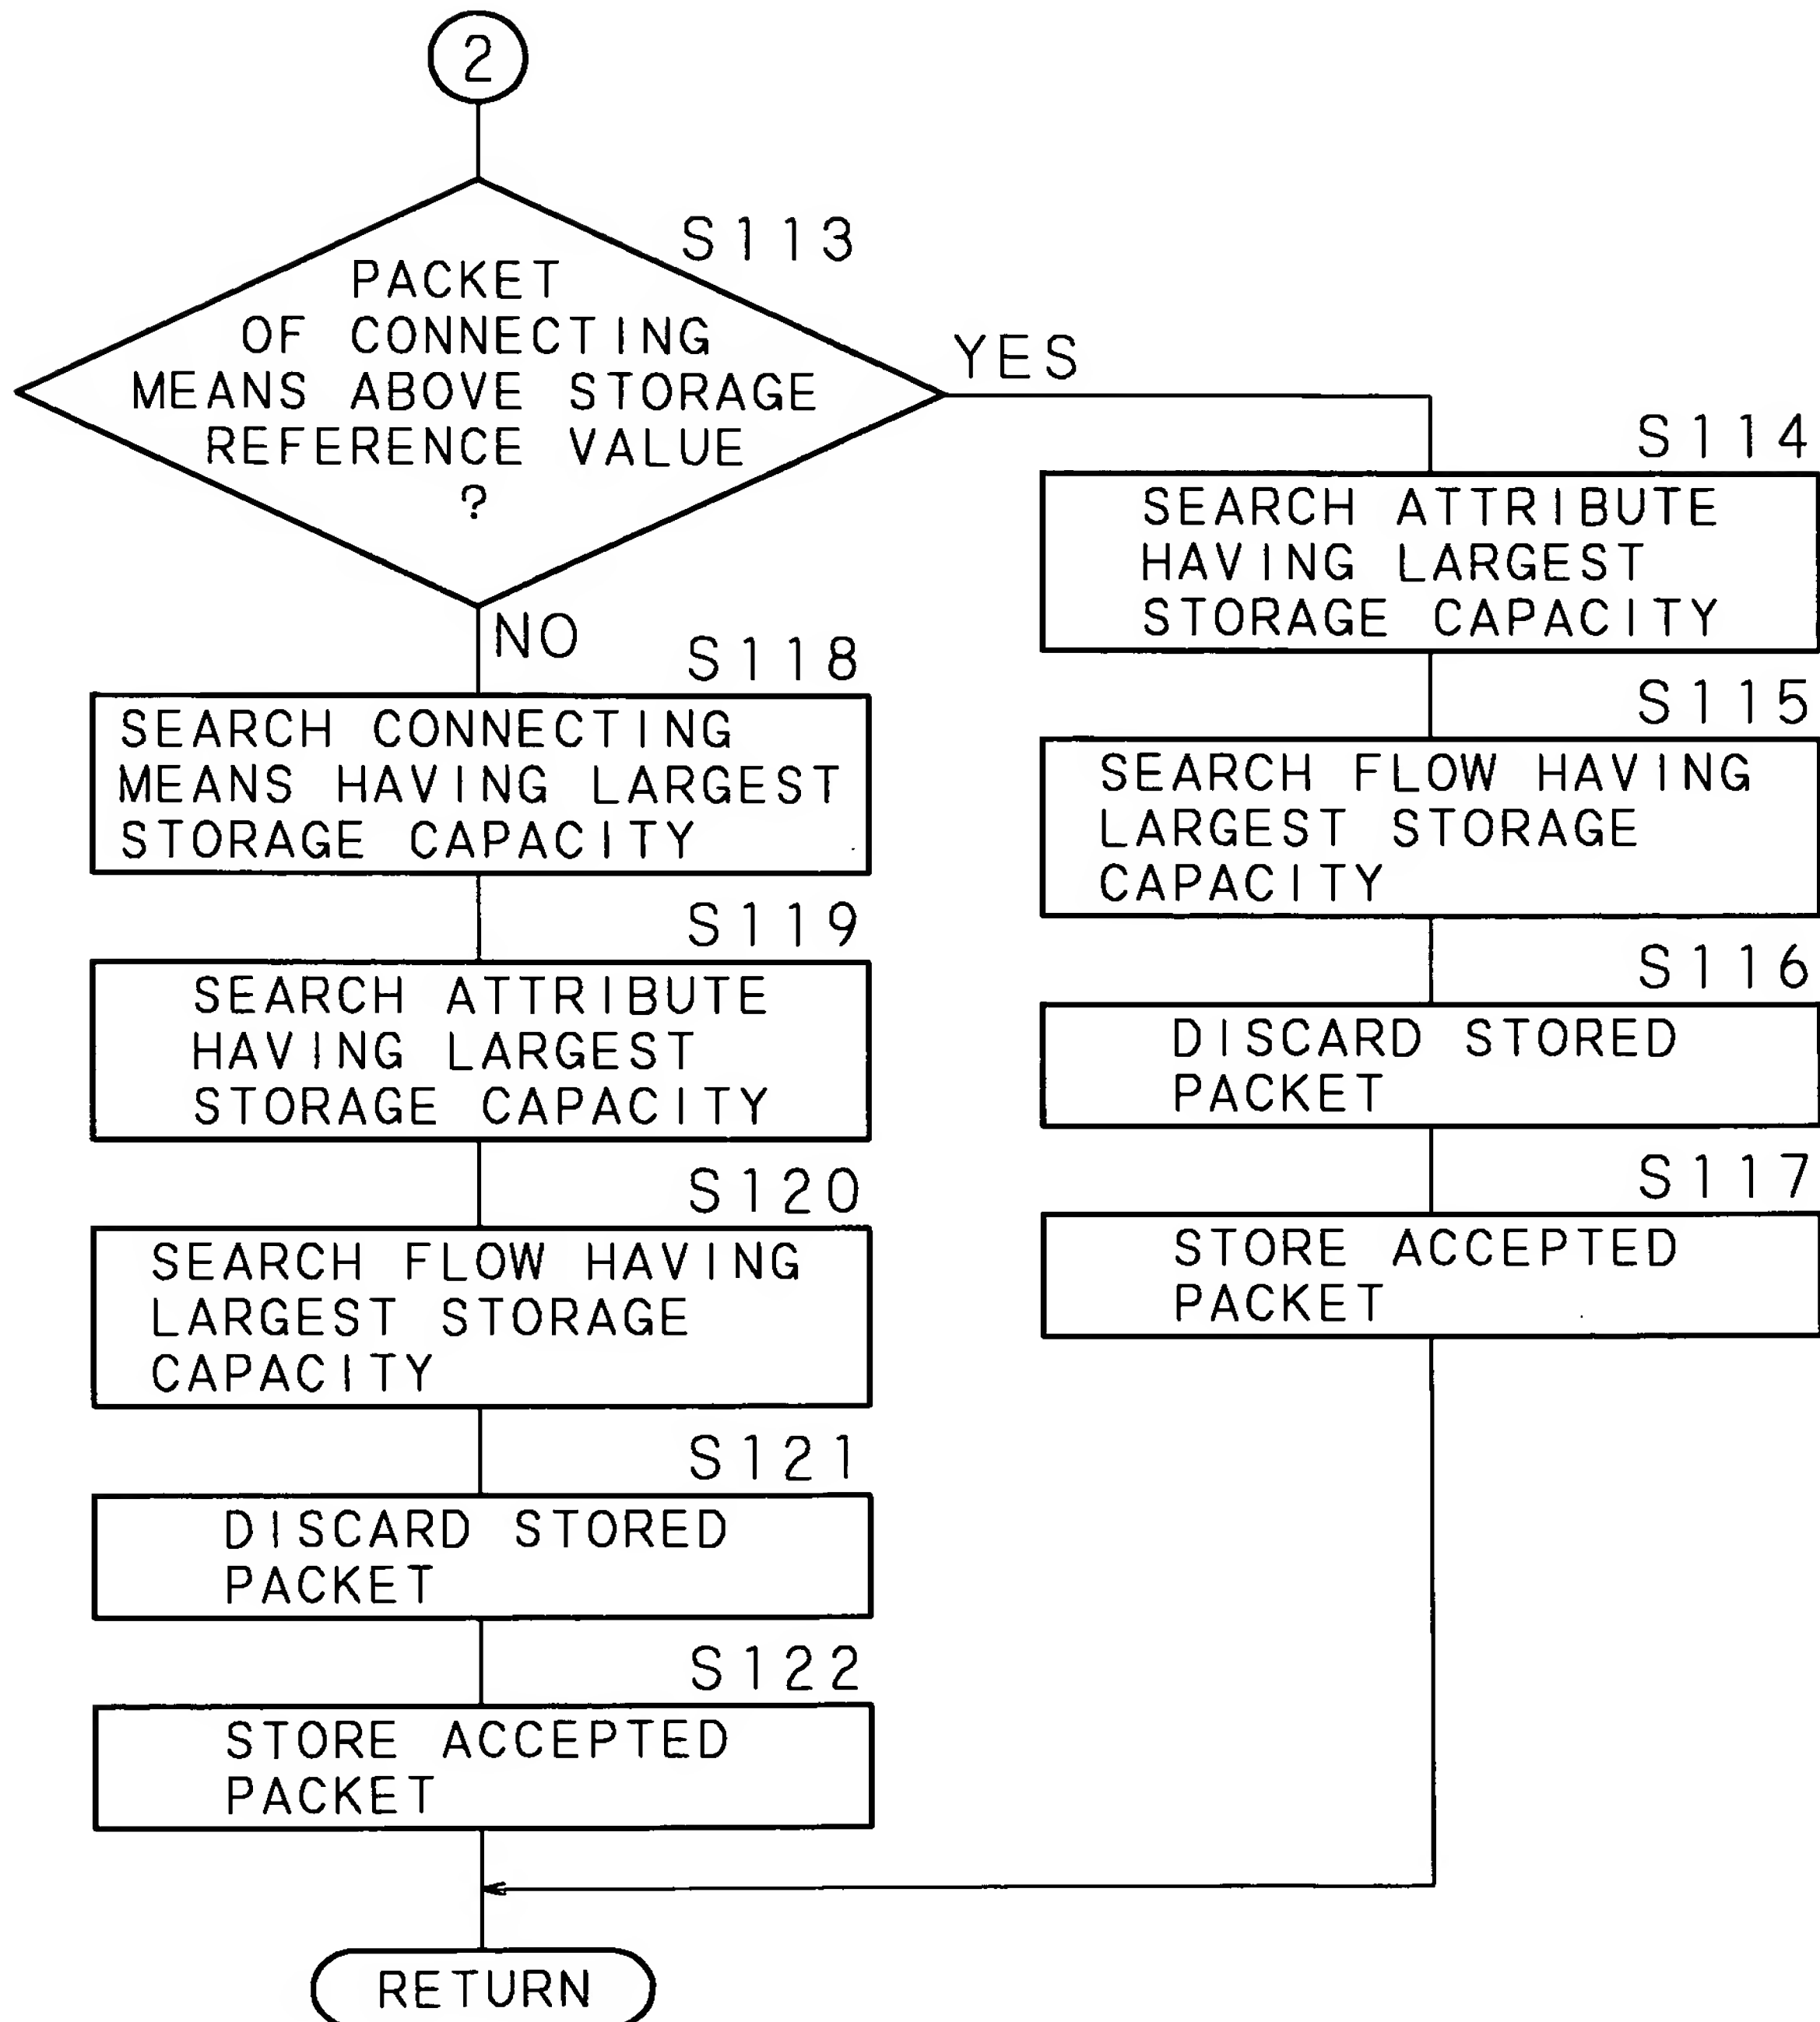 2
S113
PACKET
OF CONNECTING
MEANS ABOVE STORAGE
REFERENCE VALUE
?
YES
NO
S114
SEARCH ATTRIBUTE
HAVING LARGEST
STORAGE CAPACITY
S115
SEARCH FLOW HAVING
LARGEST STORAGE
CAPACITY
S116
DISCARD STORED
PACKET
S117
STORE ACCEPTED
PACKET
S118
SEARCH CONNECTING
MEANS HAVING LARGEST
STORAGE CAPACITY
S119
SEARCH ATTRIBUTE
HAVING LARGEST
STORAGE CAPACITY
S120
SEARCH FLOW HAVING
LARGEST STORAGE
CAPACITY
S121
DISCARD STORED
PACKET
S122
STORE ACCEPTED
PACKET
RETURN